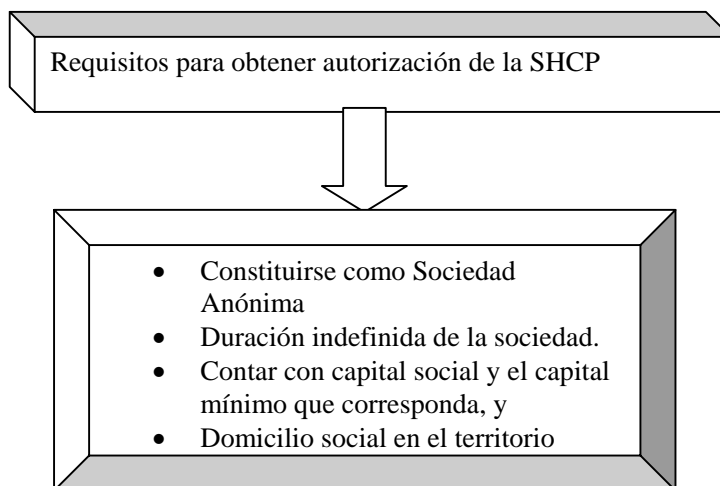 Requisitos para obtener autorización de la SHCP
• Constituirse como Sociedad
Anónima
• Duración indefinida de la sociedad.
• Contar con capital social y el capital
mínimo que corresponda, y
• Domicilio social en el territorio